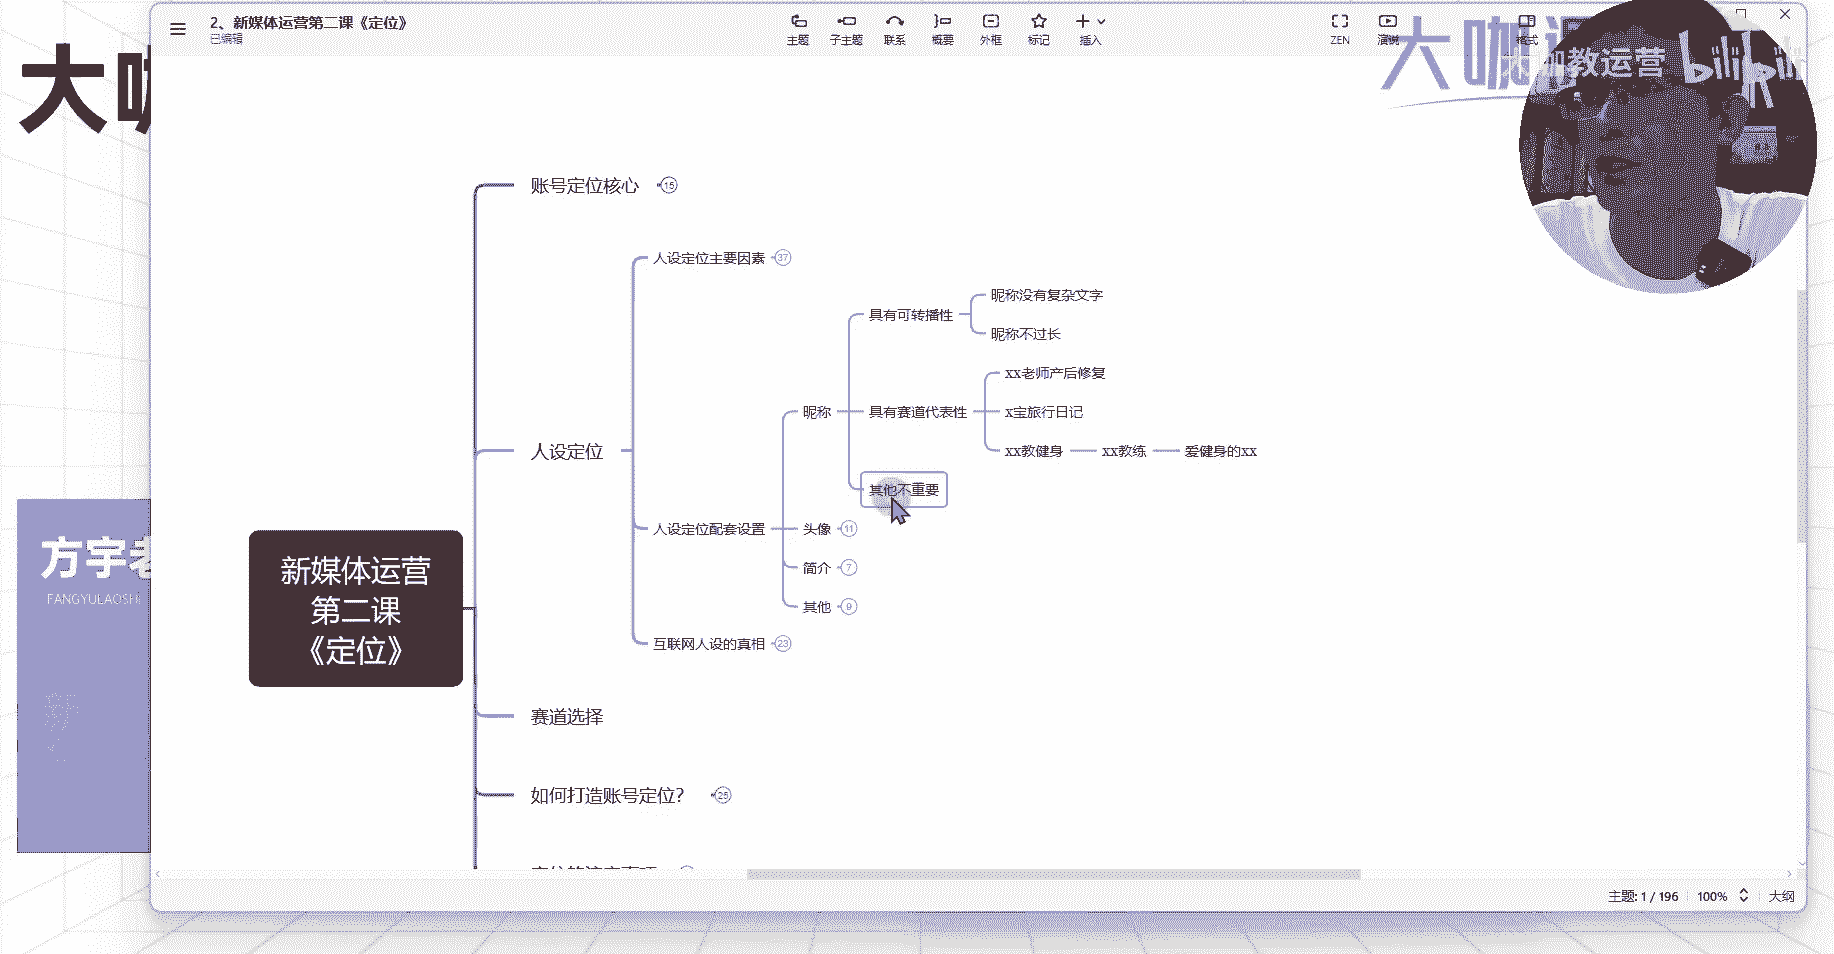 2、新媒体运营第二课《定位》
已编辑
主题
子主题
联系
概要
外框
标记
插入
ZEN
演说
格式
大咖
教运营
bilibili
大咖
账号定位核心 15
人设定位主要因素 37
昵称没有复杂文字
具有可转播性
昵称不过长
xx老师产后修复
昵称
具有赛道代表性
x宝旅行日记
人设定位
xx教健身
xx教练
爱健身的xx
其他不重要
人设定位配套设置
头像 11
简介 7
其他 9
互联网人设的真相 23
新媒体运营
第二课
《定位》
方宇老
FANGYULAOSHI
赛道选择
如何打造账号定位？ 25
主题: 1 / 196
100%
大纲